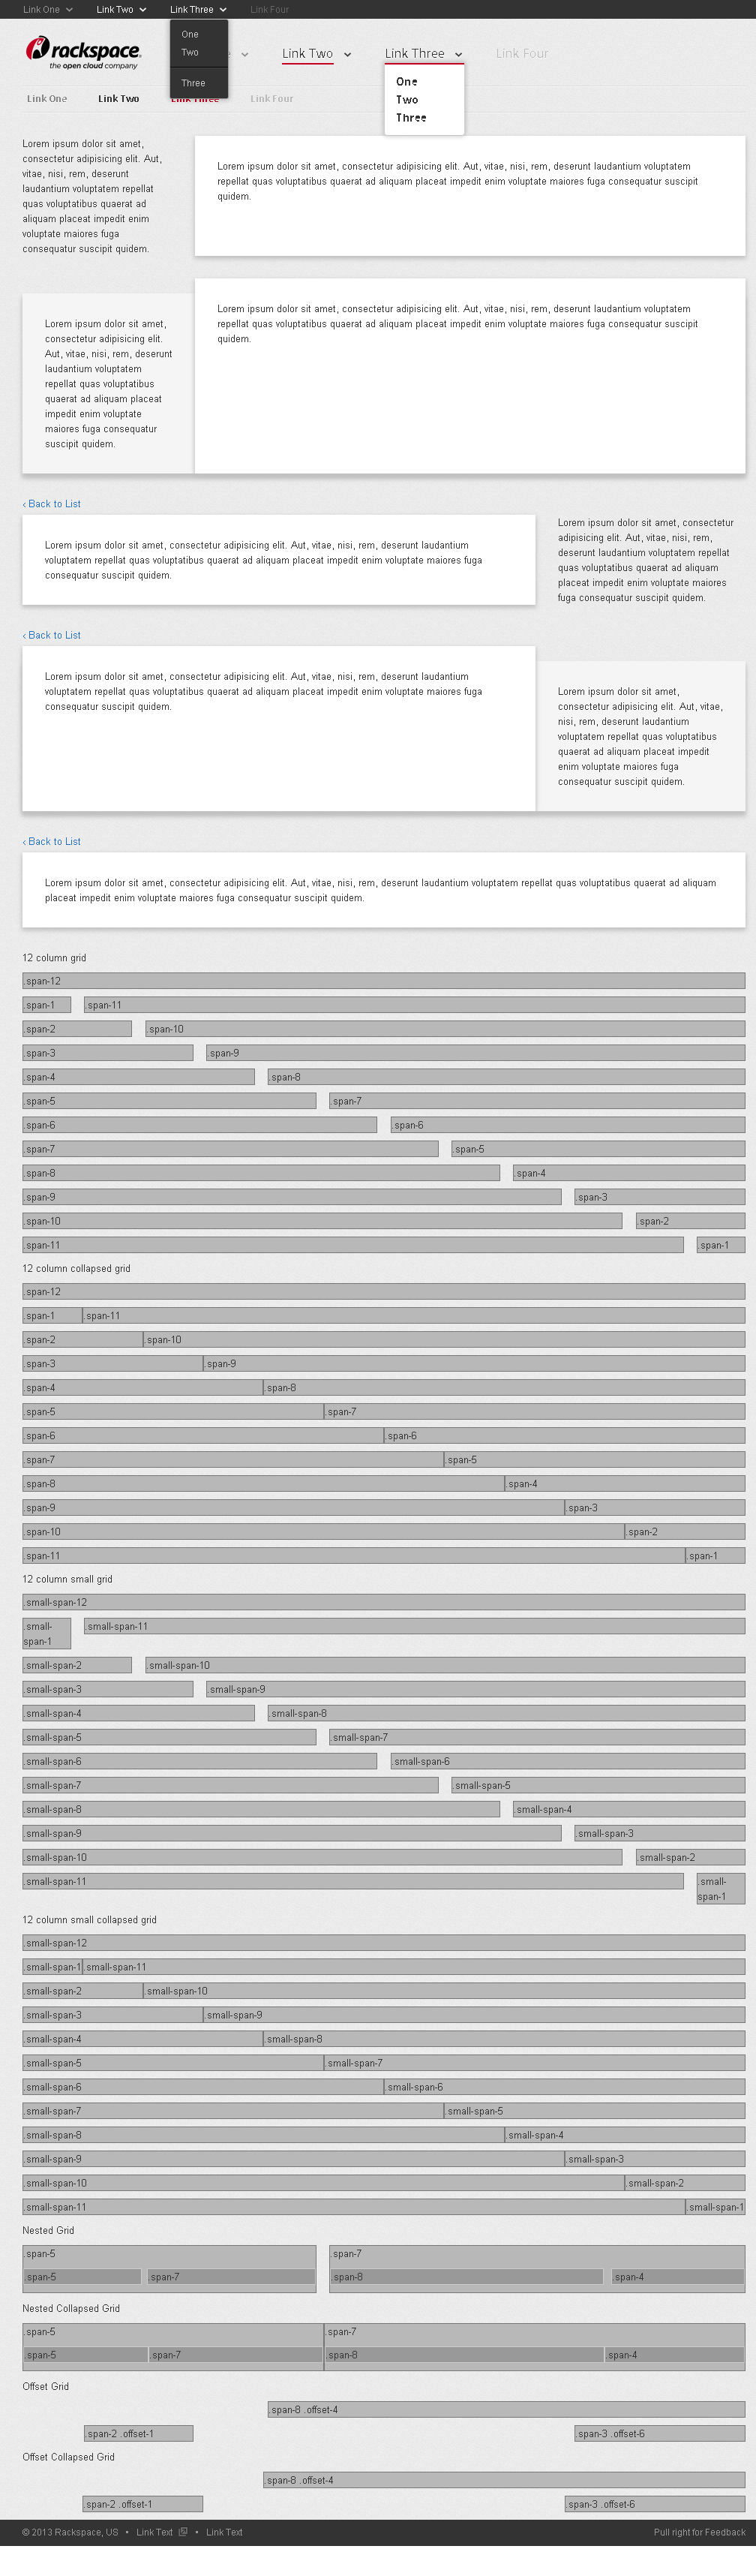 Link One Link Two Link Three Link Four
One
Two
Three
rackspace.
the open cloud company
Link Two Link Three Link Four
One
Two
Three
Link One Link Two Link Three Link Four
Lorem ipsum dolor sit amet,
consectetur adipisicing elit. Aut,
vitae, nisi, rem, deserunt
laudantium voluptatem repellat
quas voluptatibus quaerat ad
aliquam placeat impedit enim
voluptate maiores fuga
consequatur suscipit quidem.
Lorem ipsum dolor sit amet, consectetur adipisicing elit. Aut, vitae, nisi, rem, deserunt laudantium voluptatem
repellat quas voluptatibus quaerat ad aliquam placeat impedit enim voluptate maiores fuga consequatur suscipit
quidem.
Lorem ipsum dolor sit amet,
consectetur adipisicing elit.
Aut, vitae, nisi, rem, deserunt
laudantium voluptatem
repellat quas voluptatibus
quaerat ad aliquam placeat
impedit enim voluptate
maiores fuga consequatur
suscipit quidem.
Lorem ipsum dolor sit amet, consectetur adipisicing elit. Aut, vitae, nisi, rem, deserunt laudantium voluptatem
repellat quas voluptatibus quaerat ad aliquam placeat impedit enim voluptate maiores fuga consequatur suscipit
quidem.
‹ Back to List
Lorem ipsum dolor sit amet, consectetur adipisicing elit. Aut, vitae, nisi, rem, deserunt laudantium
voluptatem repellat quas voluptatibus quaerat ad aliquam placeat impedit enim voluptate maiores fuga
consequatur suscipit quidem.
Lorem ipsum dolor sit amet, consectetur
adipisicing elit. Aut, vitae, nisi, rem,
deserunt laudantium voluptatem repellat
quas voluptatibus quaerat ad aliquam
placeat impedit enim voluptate maiores
fuga consequatur suscipit quidem.
‹ Back to List
Lorem ipsum dolor sit amet, consectetur adipisicing elit. Aut, vitae, nisi, rem, deserunt laudantium
voluptatem repellat quas voluptatibus quaerat ad aliquam placeat impedit enim voluptate maiores fuga
consequatur suscipit quidem.
Lorem ipsum dolor sit amet,
consectetur adipisicing elit. Aut, vitae,
nisi, rem, deserunt laudantium
voluptatem repellat quas voluptatibus
quaerat ad aliquam placeat impedit
enim voluptate maiores fuga
consequatur suscipit quidem.
‹ Back to List
Lorem ipsum dolor sit amet, consectetur adipisicing elit. Aut, vitae, nisi, rem, deserunt laudantium voluptatem repellat quas voluptatibus quaerat ad aliquam
placeat impedit enim voluptate maiores fuga consequatur suscipit quidem.
12 column grid
.span-12
.span-1 .span-11
.span-2 .span-10
.span-3 .span-9
.span-4 .span-8
.span-5 .span-7
.span-6 .span-6
.span-7 .span-5
.span-8 .span-4
.span-9 .span-3
.span-10 .span-2
.span-11 .span-1
12 column collapsed grid
.span-12
.span-1 .span-11
.span-2 .span-10
.span-3 .span-9
.span-4 .span-8
.span-5 .span-7
.span-6 .span-6
.span-7 .span-5
.span-8 .span-4
.span-9 .span-3
.span-10 .span-2
.span-11 .span-1
12 column small grid
.small-span-12
.small-
span-1
.small-span-11
.small-span-2 .small-span-10
.small-span-3 .small-span-9
.small-span-4 .small-span-8
.small-span-5 .small-span-7
.small-span-6 .small-span-6
.small-span-7 .small-span-5
.small-span-8 .small-span-4
.small-span-9 .small-span-3
.small-span-10 .small-span-2
.small-span-11
.small-
span-1
12 column small collapsed grid
.small-span-12
.small-span-1 .small-span-11
.small-span-2 .small-span-10
.small-span-3 .small-span-9
.small-span-4 .small-span-8
.small-span-5 .small-span-7
.small-span-6 .small-span-6
.small-span-7 .small-span-5
.small-span-8 .small-span-4
.small-span-9 .small-span-3
.small-span-10 .small-span-2
.small-span-11 .small-span-1
Nested Grid
.span-5 .span-7
.span-5 .span-7 .span-8 .span-4
Nested Collapsed Grid
.span-5 .span-7
.span-5 .span-7 .span-8 .span-4
Offset Grid
.span-8 .offset-4
.span-2 .offset-1 .span-3 .offset-6
Offset Collapsed Grid
.span-8 .offset-4
.span-2 .offset-1 .span-3 .offset-6
© 2013 Rackspace, US • Link Text • Link Text Pull right for Feedback